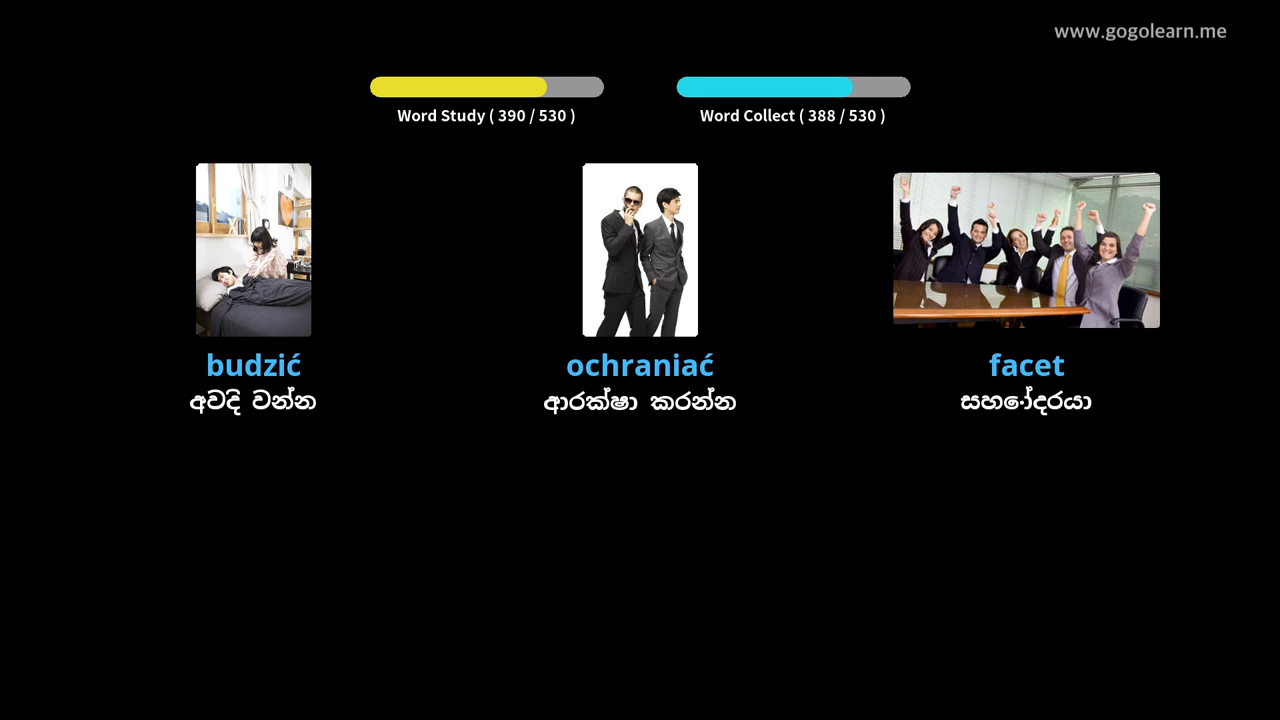 www.gogolearn.me
Word Study ( 390 / 530 )
Word Collect ( 388 / 530 )
budzić
අවදි වන්න
ochraniać
ආරක්ෂා කරන්න
facet
සහෝදරයා